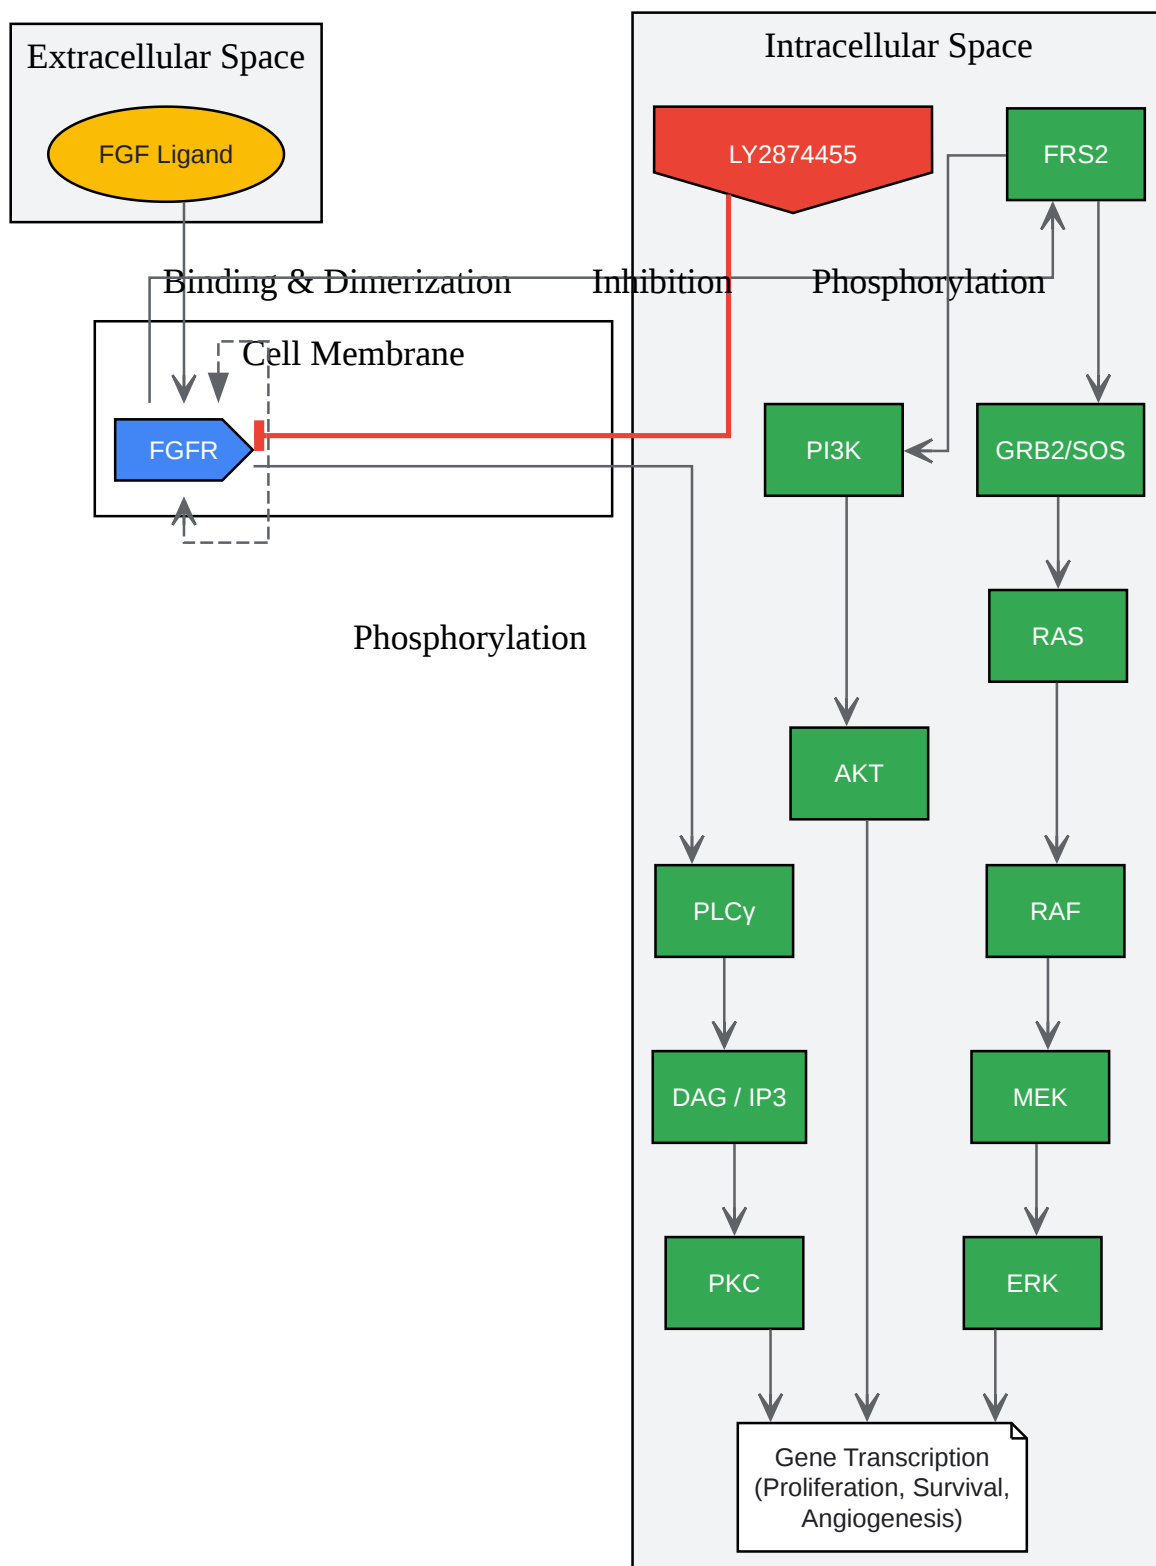 Extracellular Space
Intracellular Space
FGF Ligand
LY2874455
FRS2
Binding & Dimerization
Inhibition
Phosphorylation
Cell Membrane
FGFR
PI3K
GRB2/SOS
Phosphorylation
RAS
AKT
PLCγ
RAF
DAG / IP3
MEK
PKC
ERK
Gene Transcription
(Proliferation, Survival,
Angiogenesis)